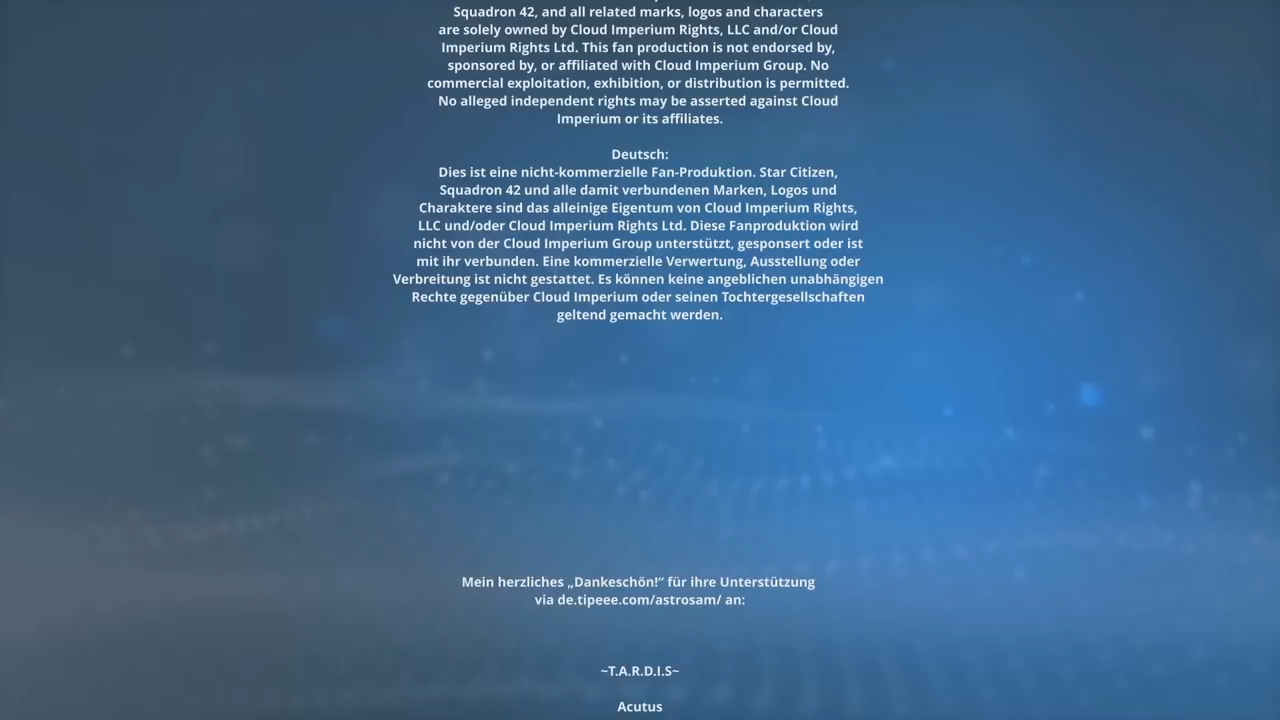 Squadron 42, and all related marks, logos and characters
are solely owned by Cloud Imperium Rights, LLC and/or Cloud
Imperium Rights Ltd. This fan production is not endorsed by,
sponsored by, or affiliated with Cloud Imperium Group. No
commercial exploitation, exhibition, or distribution is permitted.
No alleged independent rights may be asserted against Cloud
Imperium or its affiliates.
Deutsch:
Dies ist eine nicht-kommerzielle Fan-Produktion. Star Citizen,
Squadron 42 und alle damit verbundenen Marken, Logos und
Charaktere sind das alleinige Eigentum von Cloud Imperium Rights,
LLC und/oder Cloud Imperium Rights Ltd. Diese Fanproduktion wird
nicht von der Cloud Imperium Group unterstützt, gesponsert oder ist
mit ihr verbunden. Eine kommerzielle Verwertung, Ausstellung oder
Verbreitung ist nicht gestattet. Es können keine angeblichen unabhängigen
Rechte gegenüber Cloud Imperium oder seinen Tochtergesellschaften
geltend gemacht werden.
Mein herzliches „Dankeschön!“ für ihre Unterstützung
via de.tipeee.com/astrosam/ an:
~T.A.R.D.I.S~
Acutus